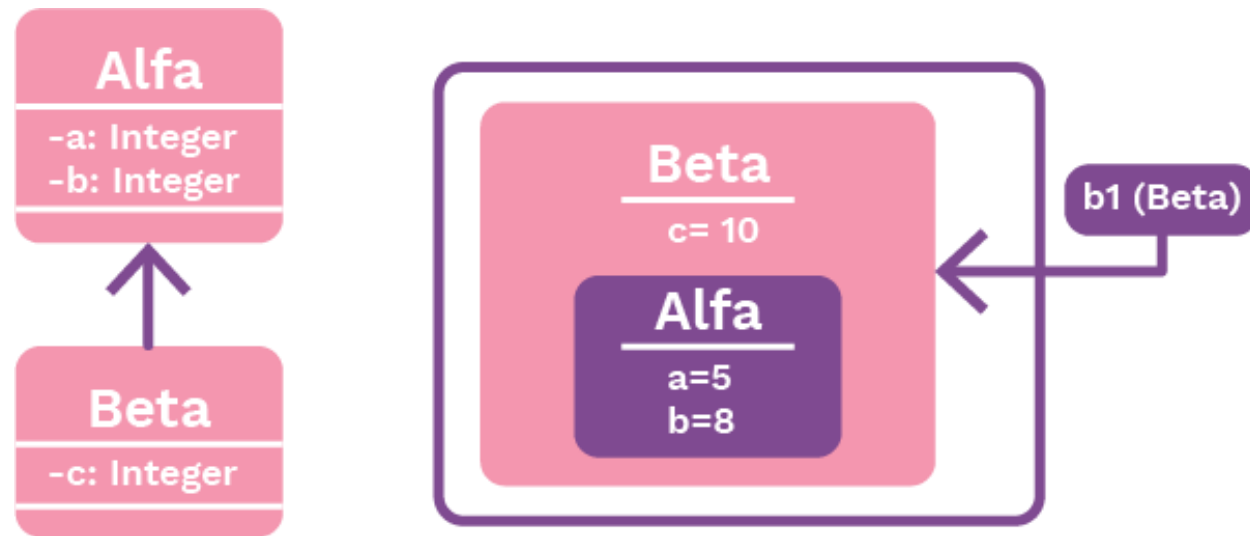 Alfa
-a: Integer
-b: Integer
Beta
-c: Integer
Beta
c= 10
Alfa
a=5
b=8
b1 (Beta)